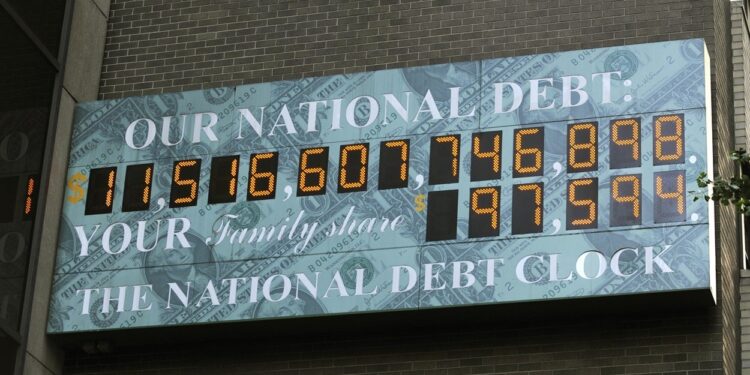 OUR NATIONAL DEBT:
$11,516,607,746,898.
YOUR Family share $97,594.
THE NATIONAL DEBT CLOCK